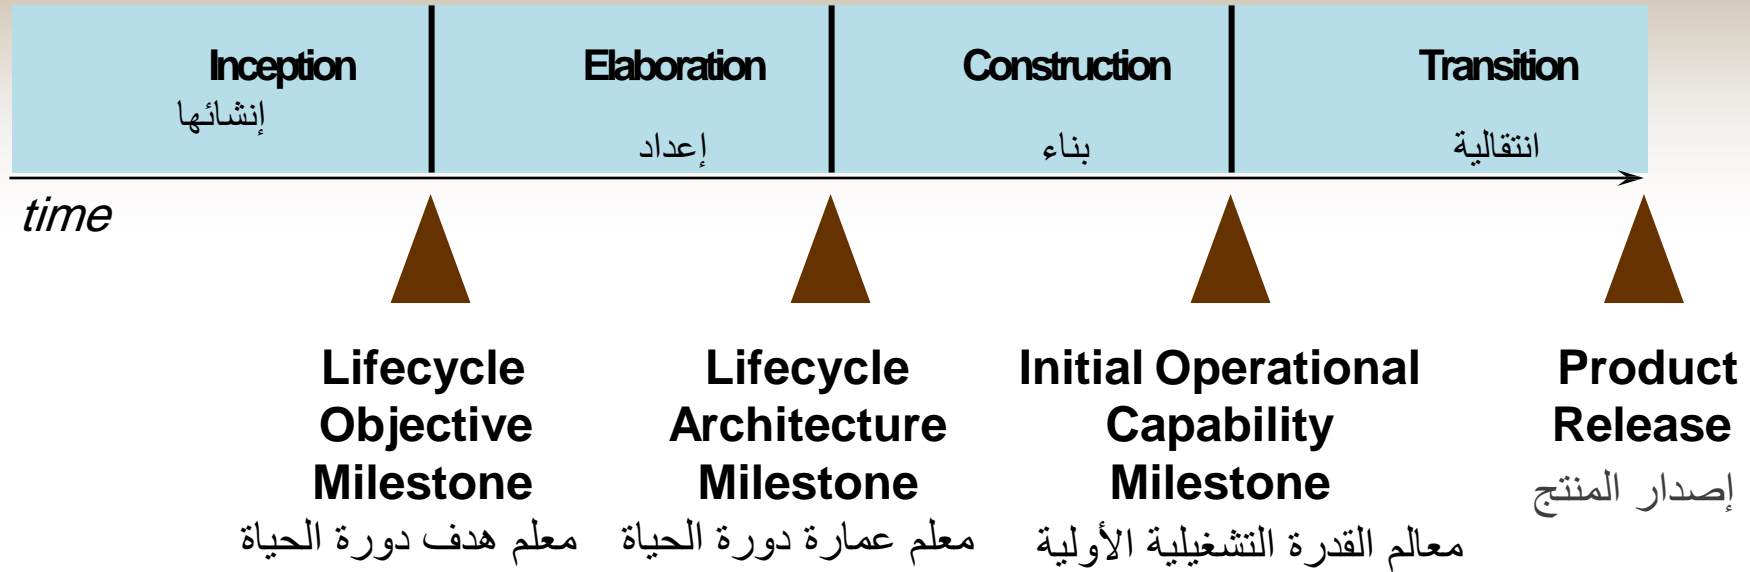 Inception
إنشائها
Elaboration
إعداد
Construction
بناء
Transition
انتقالية
time
Lifecycle
Objective
Milestone
معلم هدف دورة الحياة
Lifecycle
Architecture
Milestone
معلم عمارة دورة الحياة
Initial Operational
Capability
Milestone
معالم القدرة التشغيلية الأولية
Product
Release
إصدار المنتج